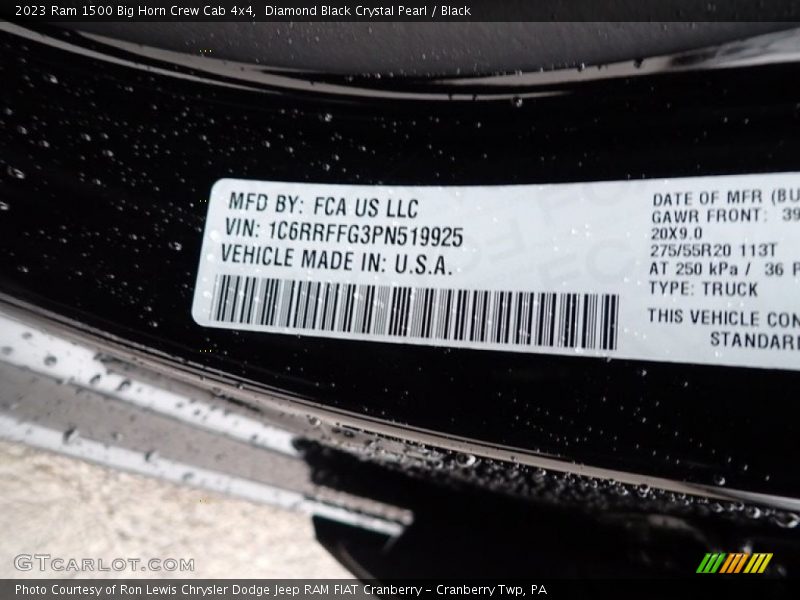 2023 Ram 1500 Big Horn Crew Cab 4x4,  Diamond Black Crystal Pearl / Black
MFD BY: FCA US LLC
VIN: 1C6RRFFG3PN519925
VEHICLE MADE IN: U.S.A.
DATE OF MFR (BU
GAWR FRONT: 39
20X9.0
275/55R20 113T
AT 250 kPa / 36 P
TYPE: TRUCK
THIS VEHICLE CON
STANDARD
GTCARLOT.COM
Photo Courtesy of Ron Lewis Chrysler Dodge Jeep RAM FIAT Cranberry – Cranberry Twp, PA